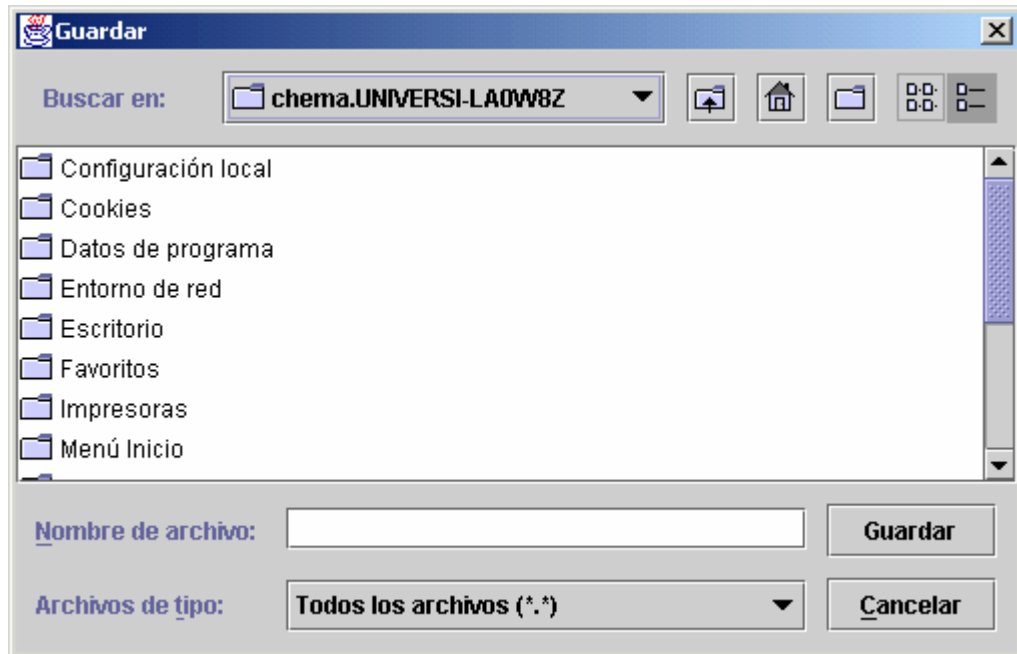 Guardar
Buscar en: chema.UNIVERSI-LA0W8Z
Configuración local
Cookies
Datos de programa
Entorno de red
Escritorio
Favoritos
Impresoras
Menú Inicio
Nombre de archivo: Guardar
Archivos de tipo: Todos los archivos (*.*) Cancelar